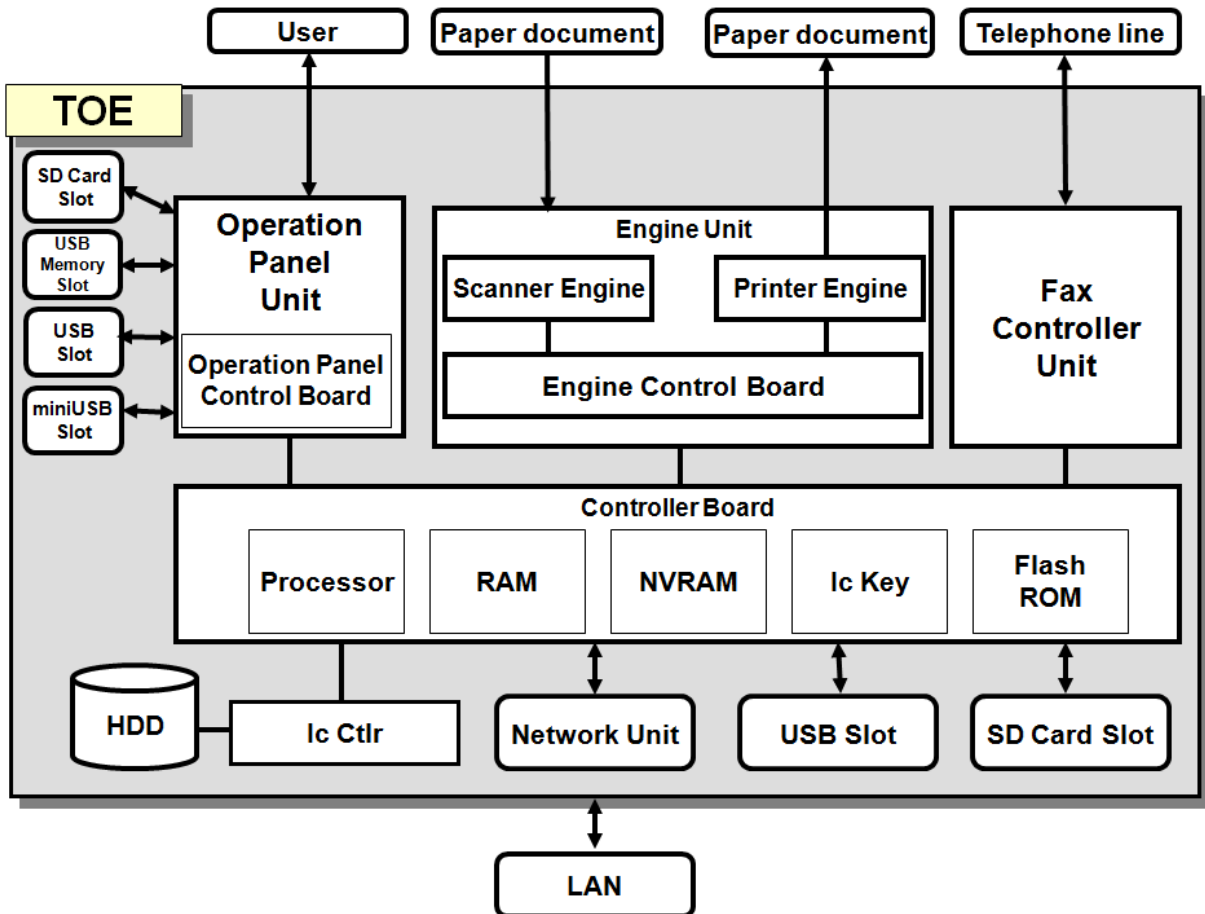 User
Paper document
Paper document
Telephone line
TOE
SD Card
Slot
USB
Memory
Slot
USB
Slot
miniUSB
Slot
Operation
Panel
Unit
Operation Panel
Control Board
Engine Unit
Scanner Engine
Printer Engine
Engine Control Board
Fax
Controller
Unit
Controller Board
Processor
RAM
NVRAM
Ic Key
Flash
ROM
HDD
Ic Ctlr
Network Unit
USB Slot
SD Card Slot
LAN